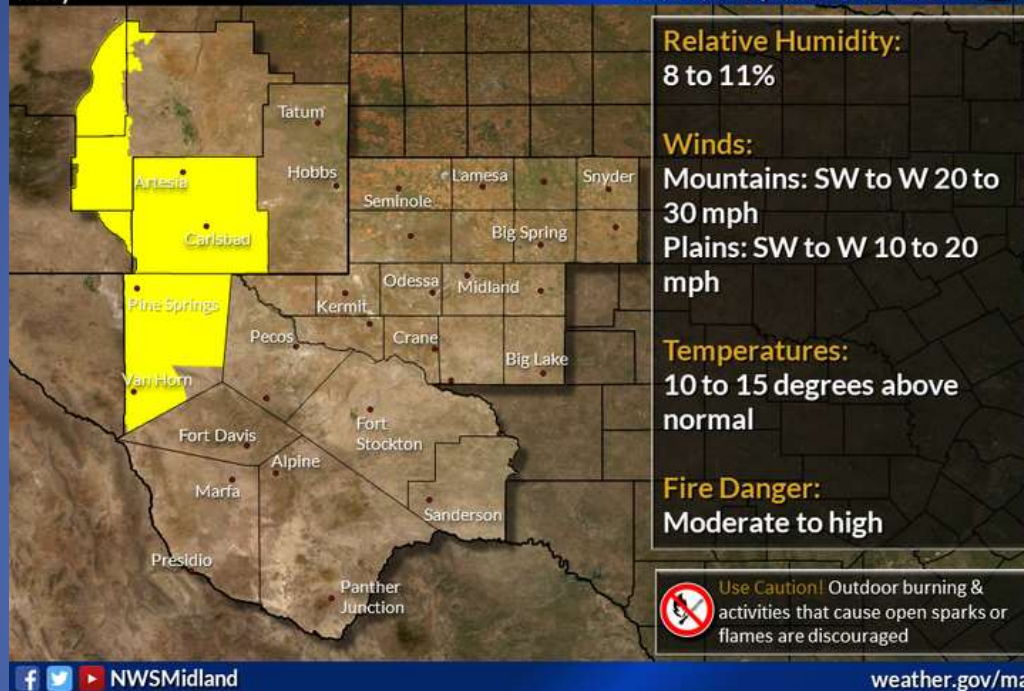 Relative Humidity:
8 to 11%
Winds:
Mountains: SW to W 20 to
30 mph
Plains: SW to W 10 to 20
mph
Temperatures:
10 to 15 degrees above
normal
Fire Danger:
Moderate to high
Use Caution! Outdoor burning &
activities that cause open sparks or
flames are discouraged
Tatum
Artesia
Hobbs
Lamesa
Snyder
Seminole
Carlsbad
Big Spring
Odessa
Midland
Pine Springs
Kermit
Pecos
Crane
Big Lake
Van Horn
Fort Davis
Fort
Stockton
Alpine
Marfa
Sanderson
Presidio
Panther
Junction
NWSMidland
weather.gov/ma